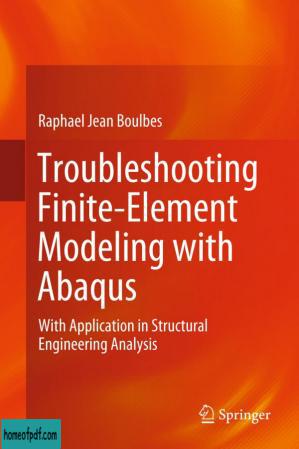 Raphael Jean Boulbes
Troubleshooting
Finite-Element
Modeling with
Abaqus
With Application in Structural
Engineering Analysis
Springer
homeofpdf.com